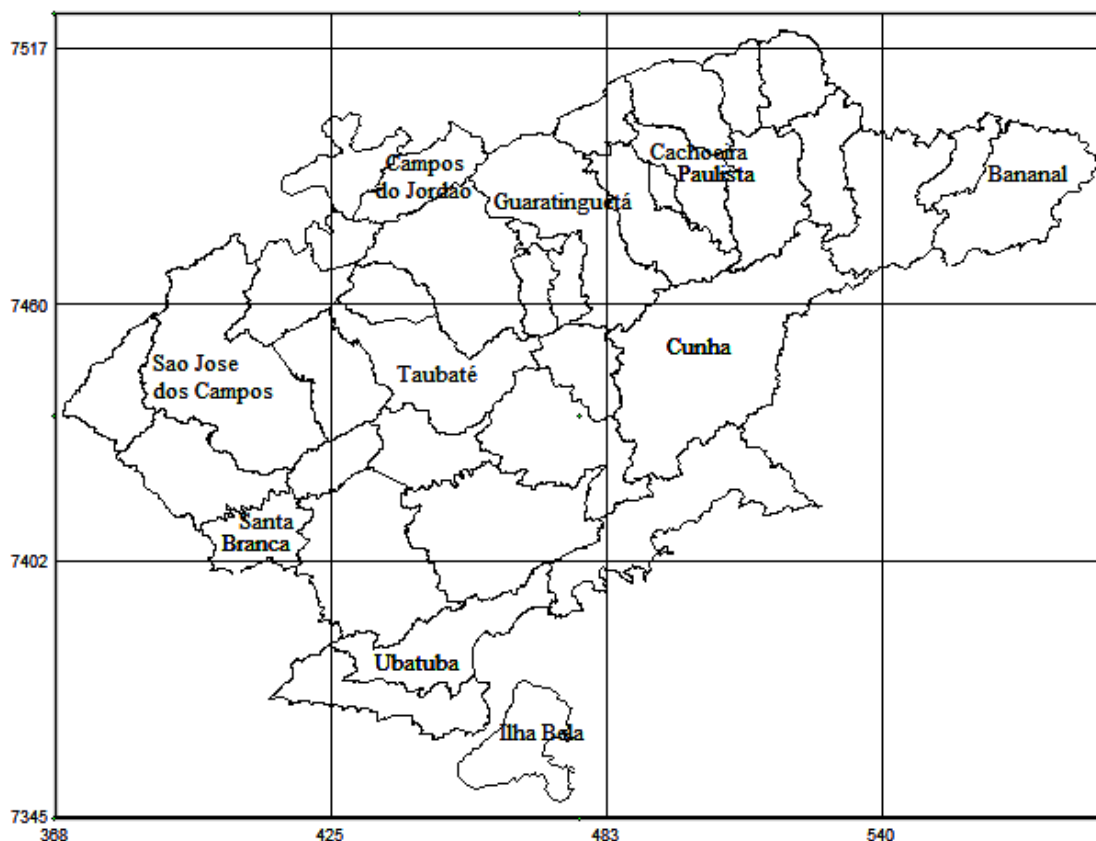 7517
Campos
do Jordão
Cachoeira
Paulista
Bananal
Guaratinguetá
7460
Sao Jose
dos Campos
Taubaté
Cunha
Santa
Branca
7402
Ubatuba
Ilha Bela
7345
368
425
483
540